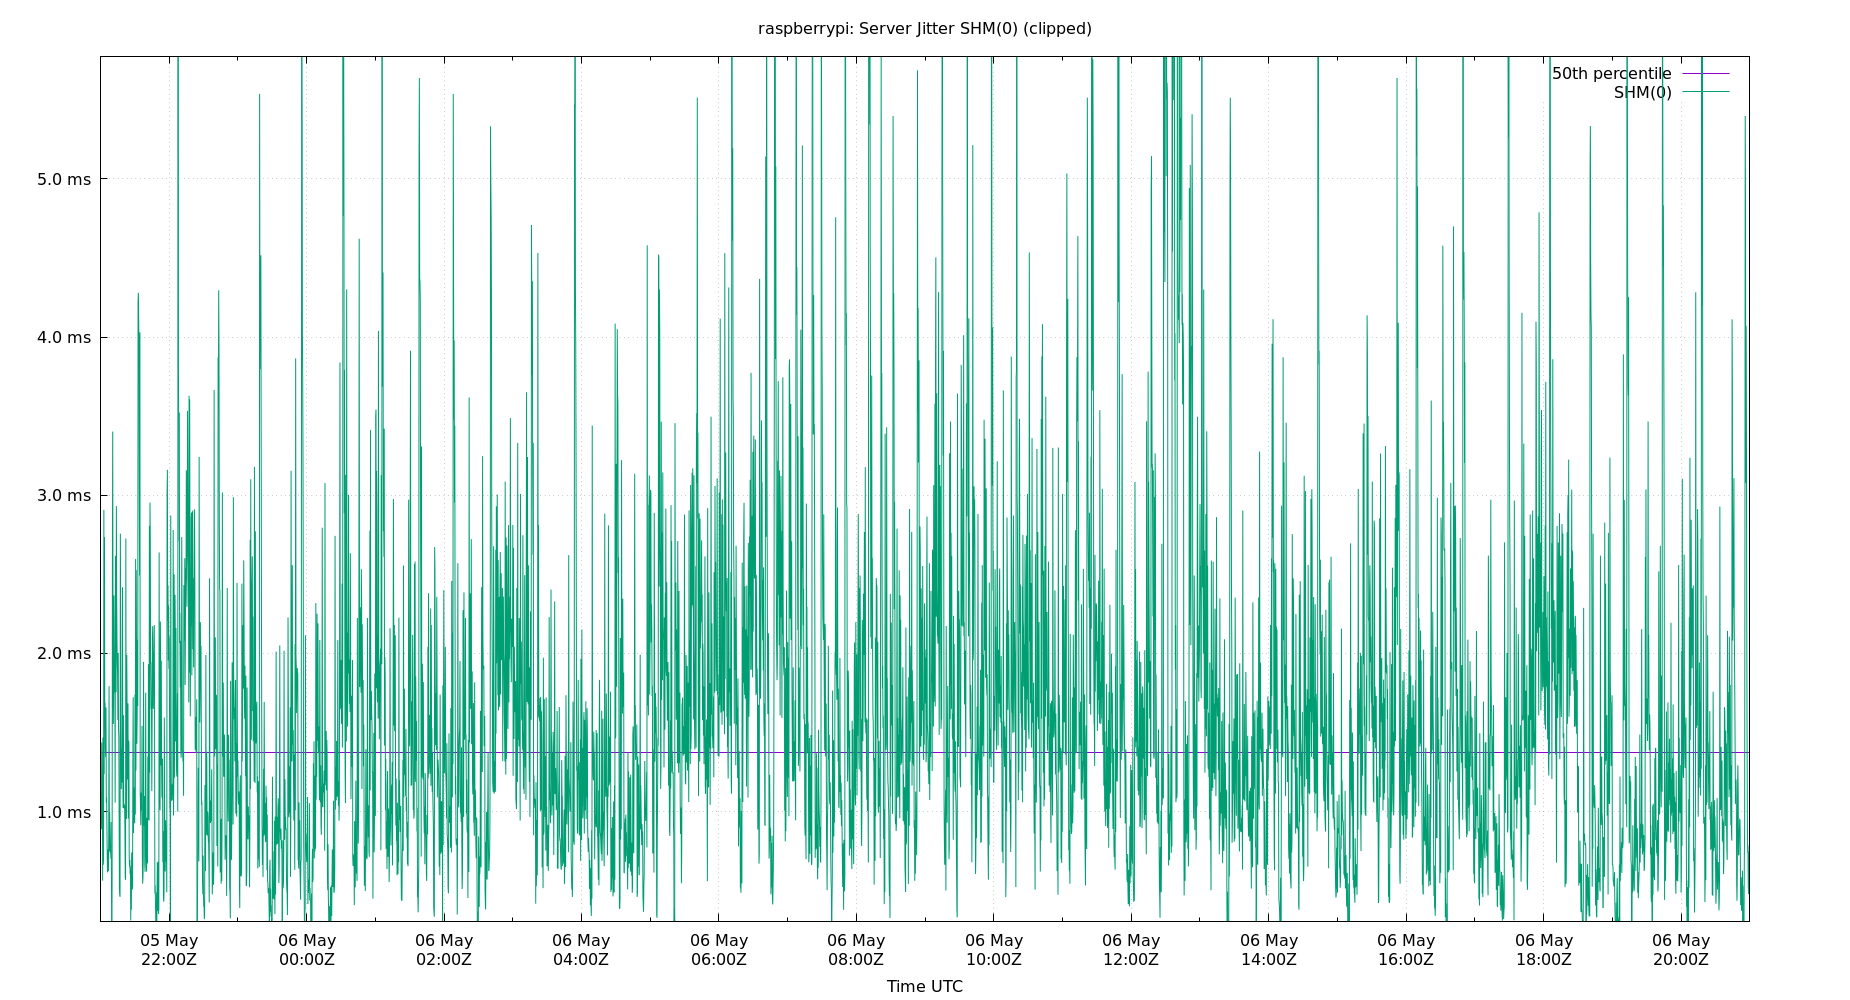 raspberrypi: Server Jitter SHM(0) (clipped)
50th percentile
SHM(0)
5.0 ms
4.0 ms
3.0 ms
2.0 ms
1.0 ms
05 May 06 May 06 May 06 May 06 May 06 May 06 May 06 May 06 May 06 May 06 May 06 May
22:00Z 00:00Z 02:00Z 04:00Z 06:00Z 08:00Z 10:00Z 12:00Z 14:00Z 16:00Z 18:00Z 20:00Z
Time UTC